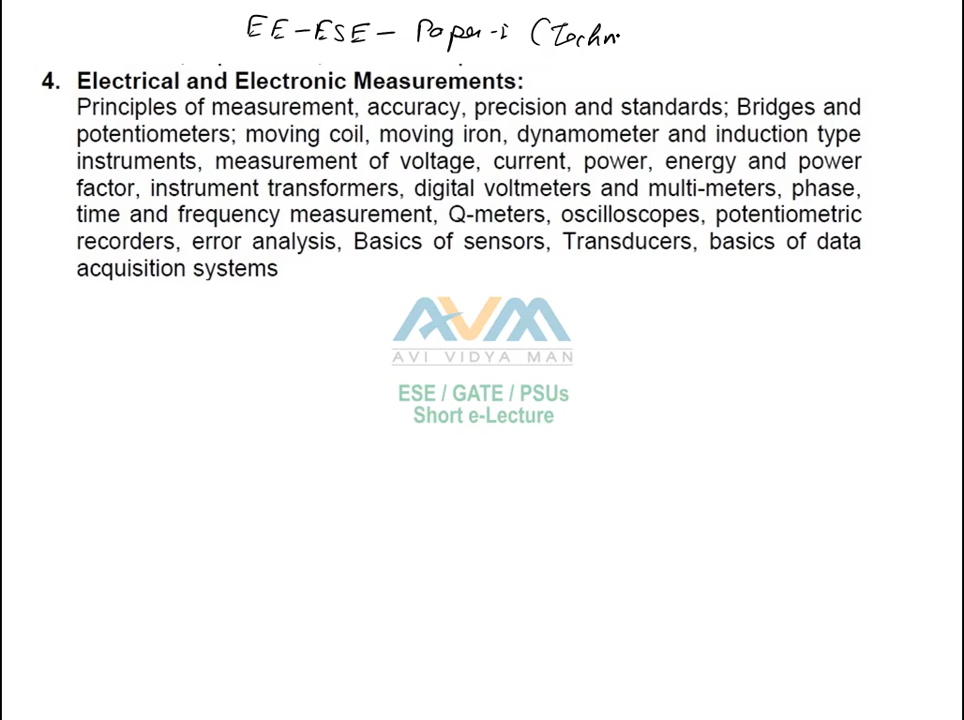 EE-ESE- Paper-i (Techn
4. Electrical and Electronic Measurements:
Principles of measurement, accuracy, precision and standards; Bridges and
potentiometers; moving coil, moving iron, dynamometer and induction type
instruments, measurement of voltage, current, power, energy and power
factor, instrument transformers, digital voltmeters and multi-meters, phase,
time and frequency measurement, Q-meters, oscilloscopes, potentiometric
recorders, error analysis, Basics of sensors, Transducers, basics of data
acquisition systems
AVM
AVI VIDYA MAN
ESE / GATE / PSUs
Short e-Lecture